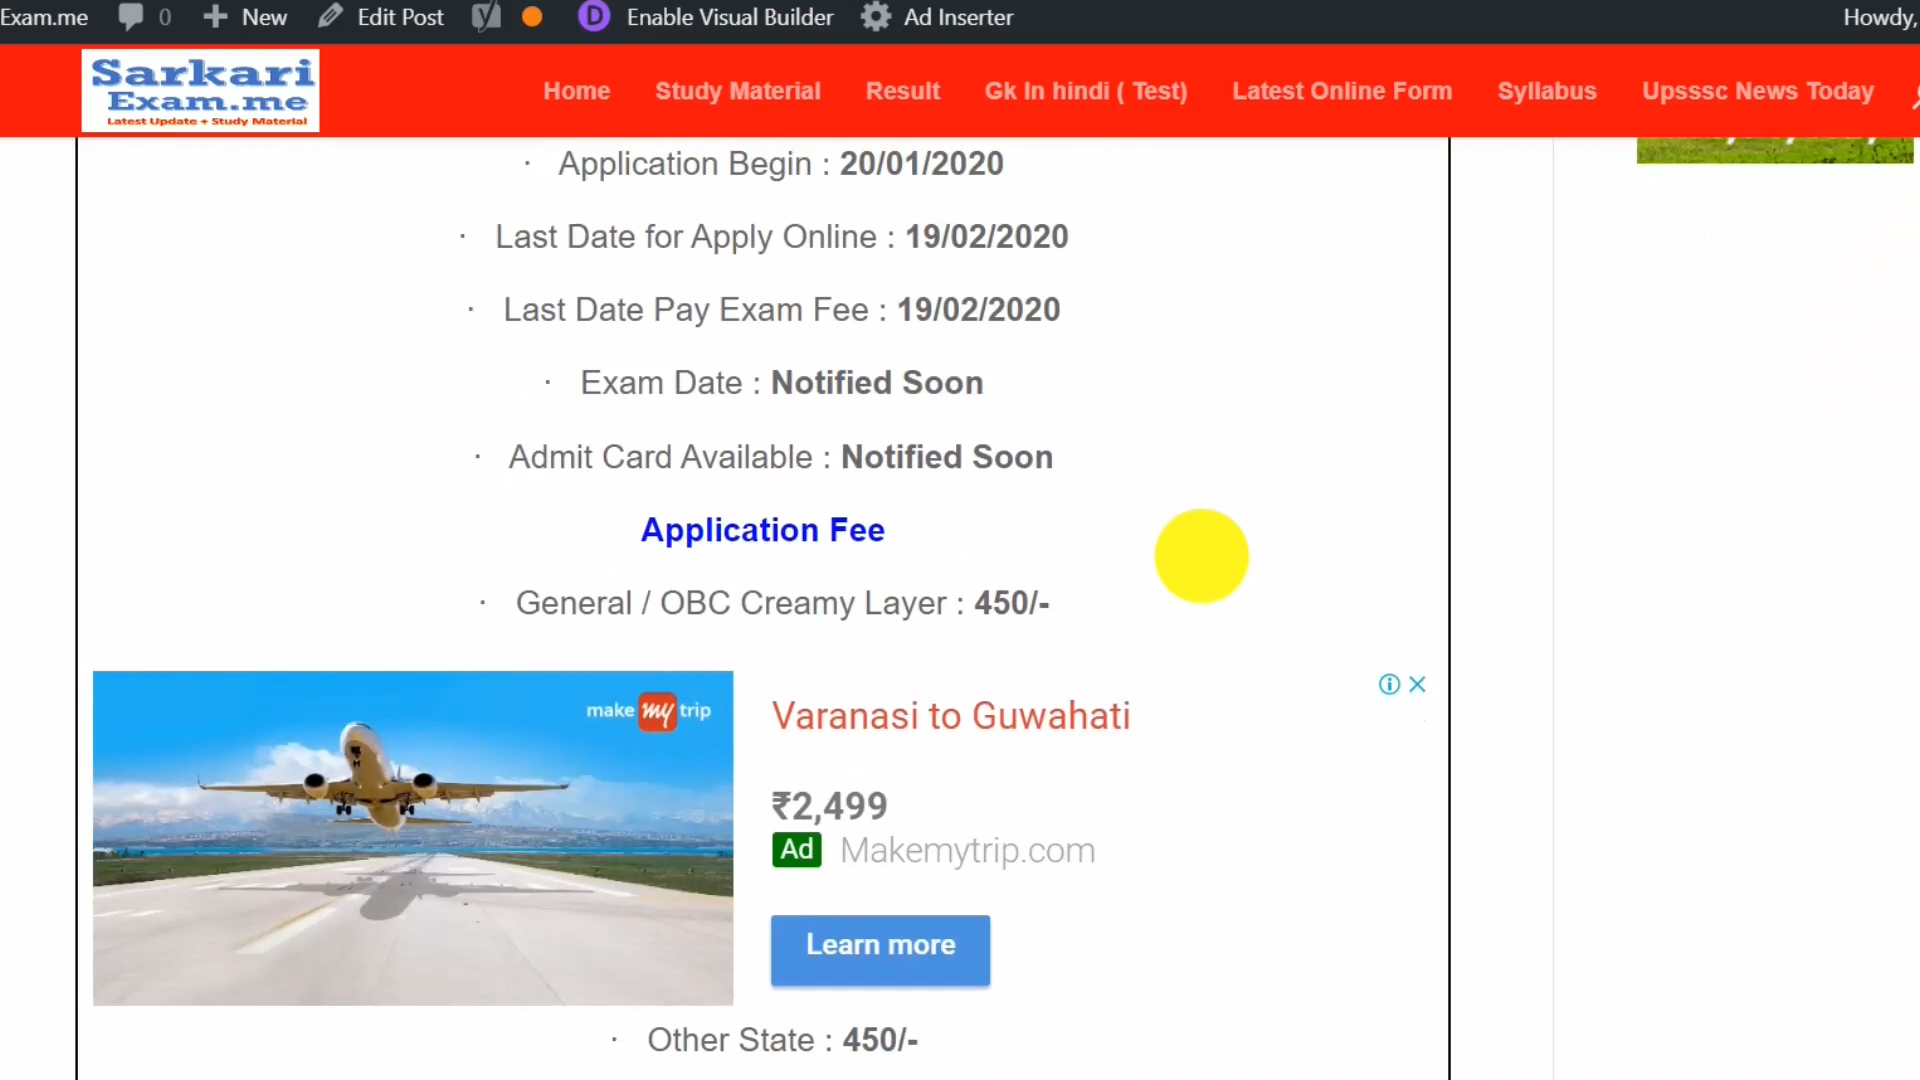 Exam.me 0 New Edit Post Enable Visual Builder Ad Inserter Howdy,
Sarkari
Exam.me
Latest Update + Study Material
Home Study Material Result Gk In hindi ( Test) Latest Online Form Syllabus Upsssc News Today
· Application Begin : 20/01/2020
· Last Date for Apply Online : 19/02/2020
· Last Date Pay Exam Fee : 19/02/2020
· Exam Date : Notified Soon
· Admit Card Available : Notified Soon
Application Fee
· General / OBC Creamy Layer : 450/-
make my trip
Varanasi to Guwahati
₹2,499
Ad Makemytrip.com
Learn more
· Other State : 450/-